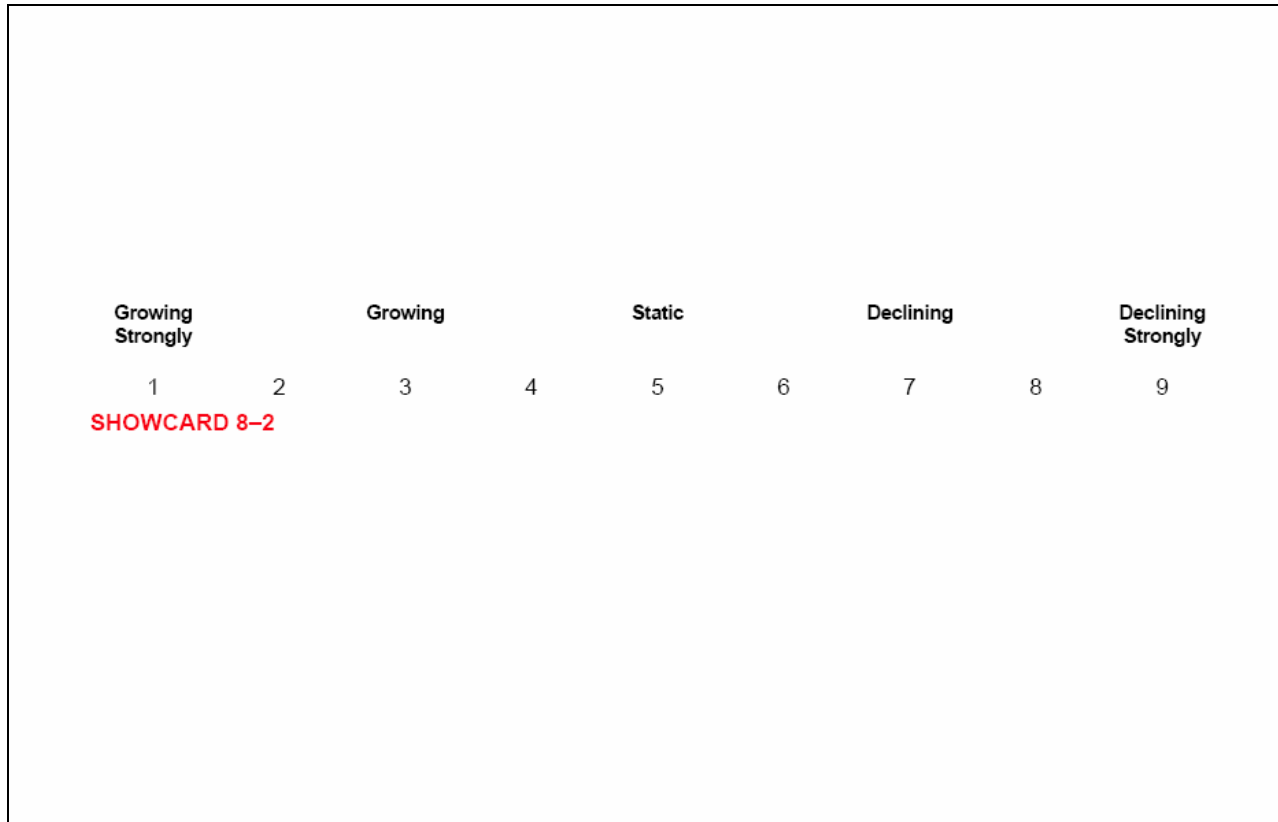 Growing Growing Static Declining Declining
Strongly Strongly
1 2 3 4 5 6 7 8 9
SHOWCARD 8–2